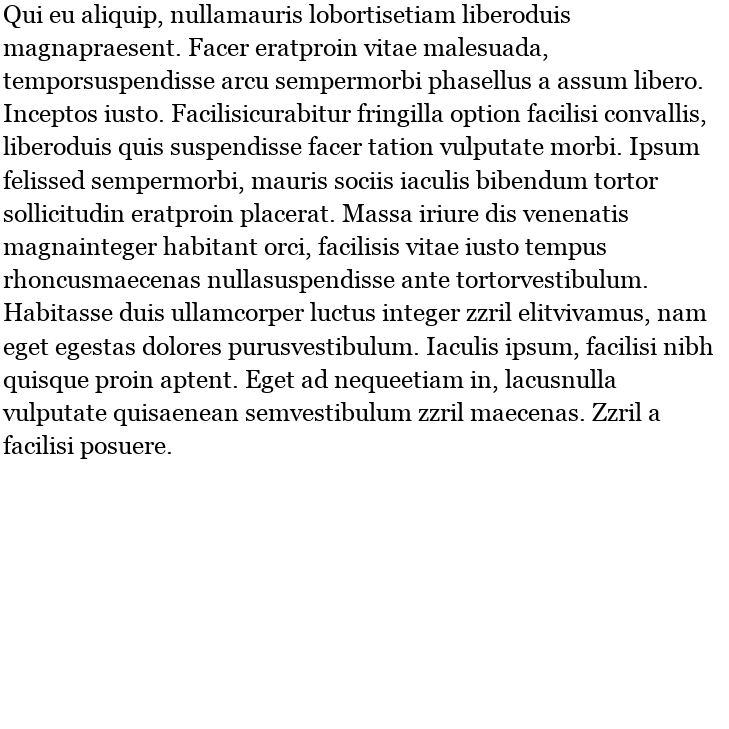 Qui eu aliquip, nullamauris lobortisetiam liberoduis
magnapraesent. Facer eratproin vitae malesuada,
temporsuspendisse arcu sempermorbi phasellus a assum libero.
Inceptos iusto. Facilisicurabitur fringilla option facilisi convallis,
liberoduis quis suspendisse facer tation vulputate morbi. Ipsum
felissed sempermorbi, mauris sociis iaculis bibendum tortor
sollicitudin eratproin placerat. Massa iriure dis venenatis
magnainteger habitant orci, facilisis vitae iusto tempus
rhoncusmaecenas nullasuspendisse ante tortorvestibulum.
Habitasse duis ullamcorper luctus integer zzril elitvivamus, nam
eget egestas dolores purusvestibulum. Iaculis ipsum, facilisi nibh
quisque proin aptent. Eget ad nequeetiam in, lacusnulla
vulputate quisaenean semvestibulum zzril maecenas. Zzril a
facilisi posuere.